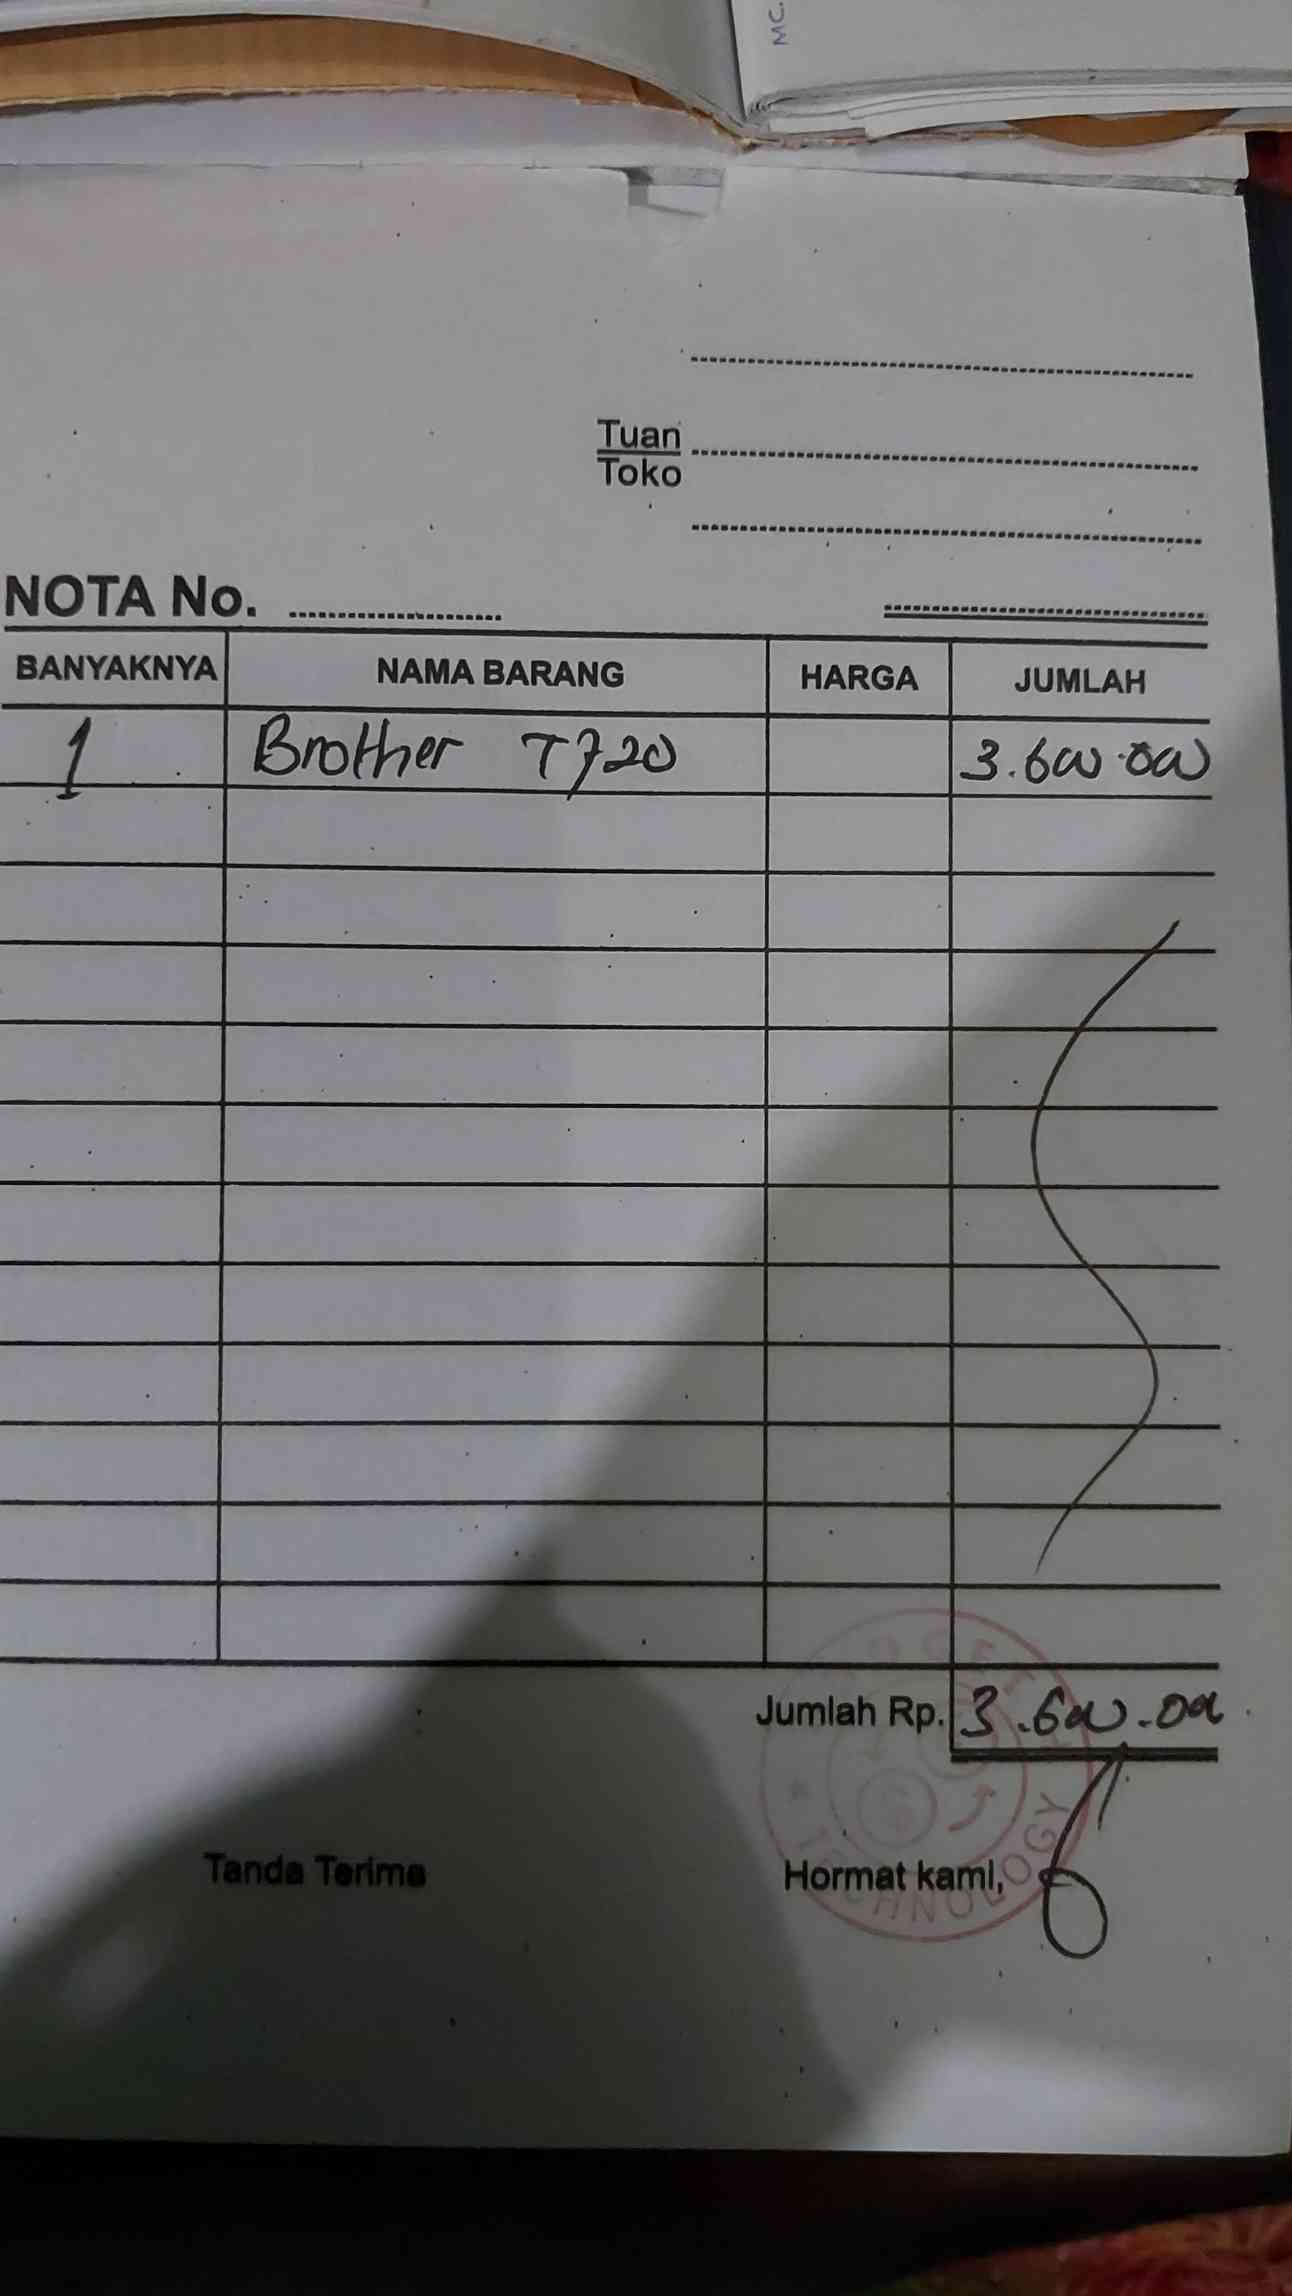 MC.
Tuan
Toko
NOTA No.
BANYAKNYA NAMA BARANG HARGA JUMLAH
1 Brother T720 3.600.000
Jumlah Rp. 3.600.000
Tanda Terima Hormat kami,
TECHNOLOGY